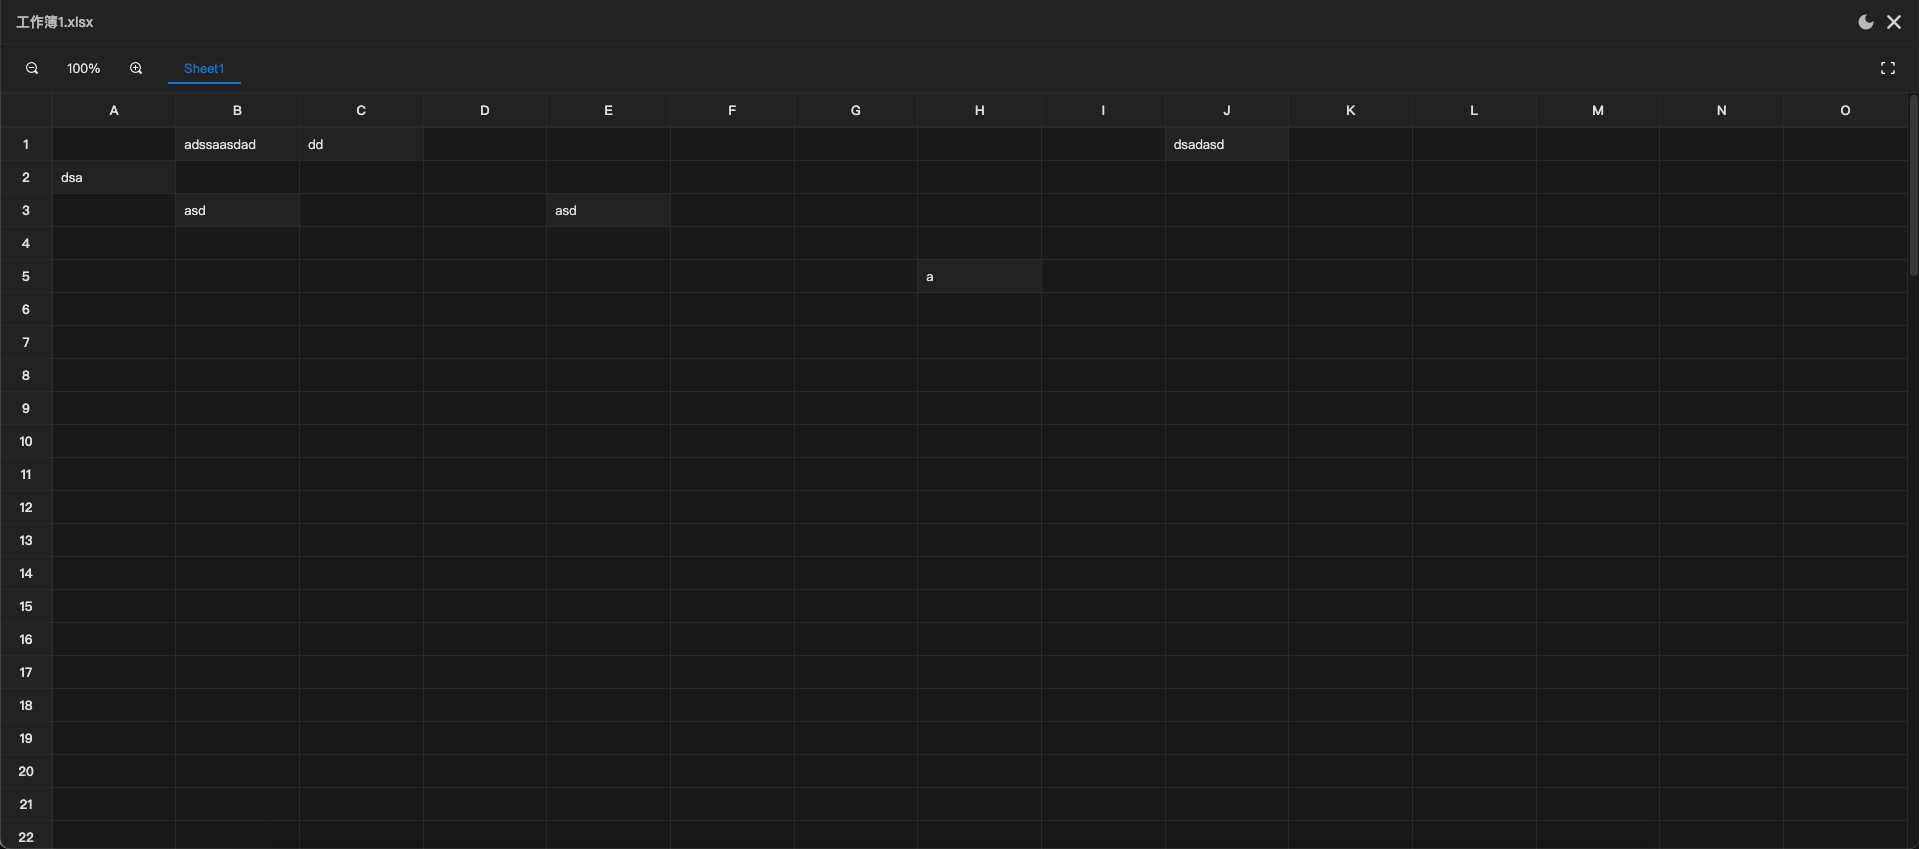 工作簿1.xlsx
100% Sheet1
A B C D E F G H I J K L M N O
1 adssaasdad dd dsadasd
2 dsa
3 asd asd
4
5 a
6
7
8
9
10
11
12
13
14
15
16
17
18
19
20
21
22